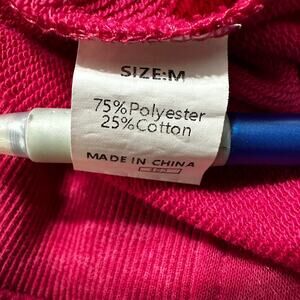 SIZE:M
75%Polyester
25%Cotton
MADE IN CHINA